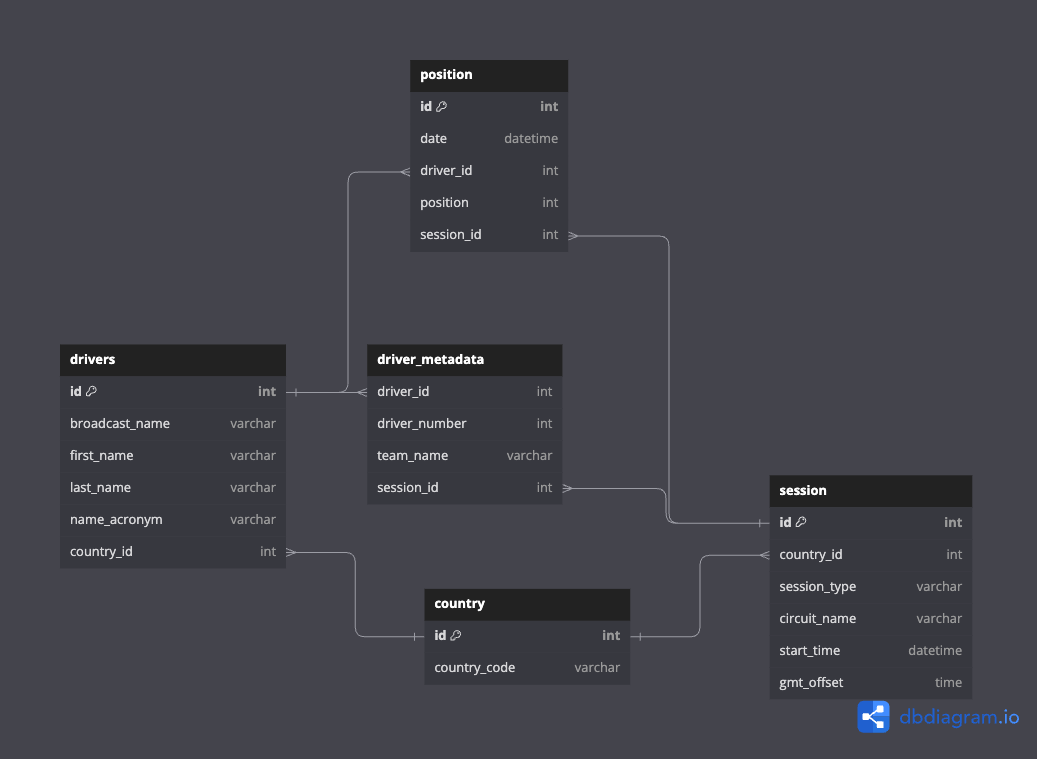 position
id int
date datetime
driver_id int
position int
session_id int
drivers
id int
broadcast_name varchar
first_name varchar
last_name varchar
name_acronym varchar
country_id int
driver_metadata
driver_id int
driver_number int
team_name varchar
session_id int
session
id int
country_id int
session_type varchar
circuit_name varchar
start_time datetime
gmt_offset time
country
id int
country_code varchar
dbdiagram.io